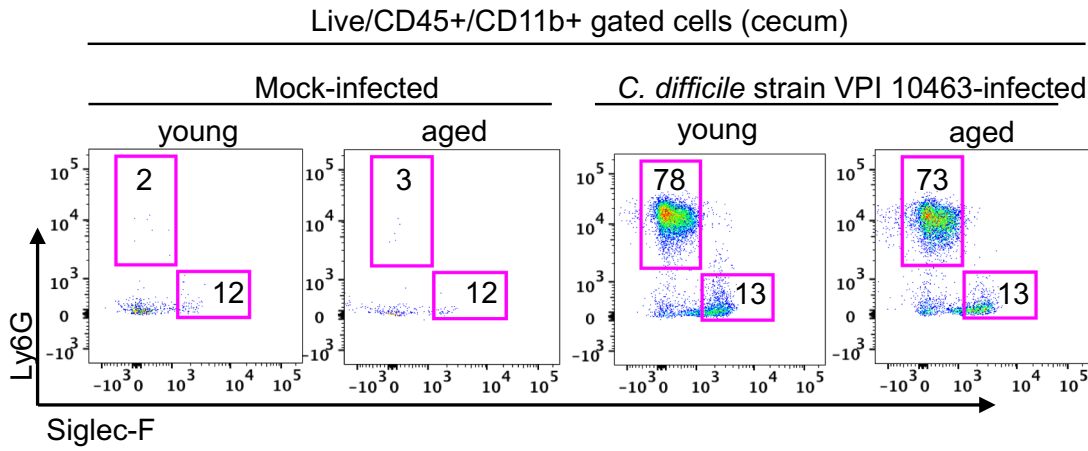 Live/CD45+/CD11b+ gated cells (cecum)
Mock-infected
C. difficile strain VPI 10463-infected
young
aged
young
aged
10^5
10^4
10^3
0
-10^3
2
12
-10^3 0 10^3 10^4 10^5
10^5
10^4
10^3
0
-10^3
3
12
-10^3 0 10^3 10^4 10^5
10^5
10^4
10^3
0
-10^3
78
13
-10^3 0 10^3 10^4 10^5
10^5
10^4
10^3
0
-10^3
73
13
-10^3 0 10^3 10^4 10^5
Ly6G
Siglec-F